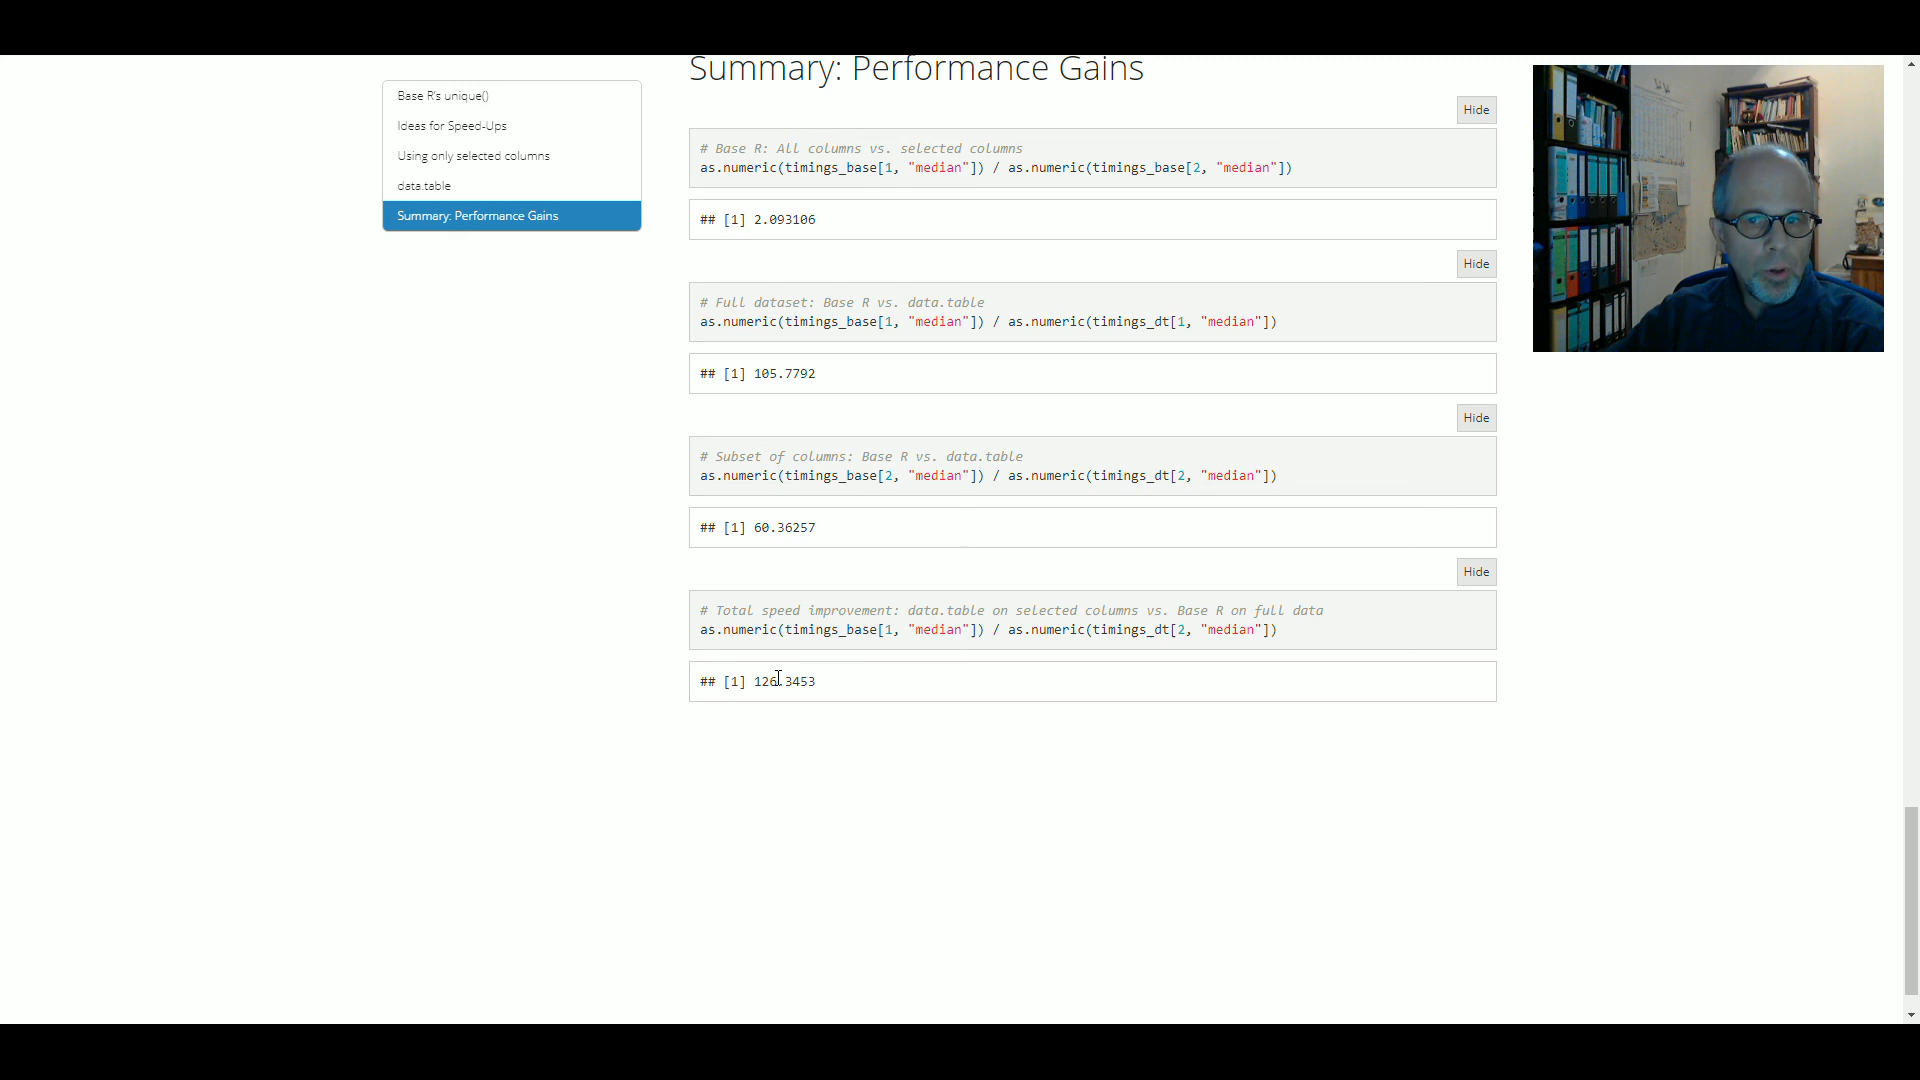 Summary: Performance Gains
Base R's unique()
Ideas for Speed-Ups
Using only selected columns
data.table
Summary: Performance Gains
Hide
# Base R: All columns vs. selected columns
as.numeric(timings_base[1, "median"]) / as.numeric(timings_base[2, "median"])
## [1] 2.093106
Hide
# Full dataset: Base R vs. data.table
as.numeric(timings_base[1, "median"]) / as.numeric(timings_dt[1, "median"])
## [1] 105.7792
Hide
# Subset of columns: Base R vs. data.table
as.numeric(timings_base[2, "median"]) / as.numeric(timings_dt[2, "median"])
## [1] 60.36257
Hide
# Total speed improvement: data.table on selected columns vs. Base R on full data
as.numeric(timings_base[1, "median"]) / as.numeric(timings_dt[2, "median"])
## [1] 126.3453